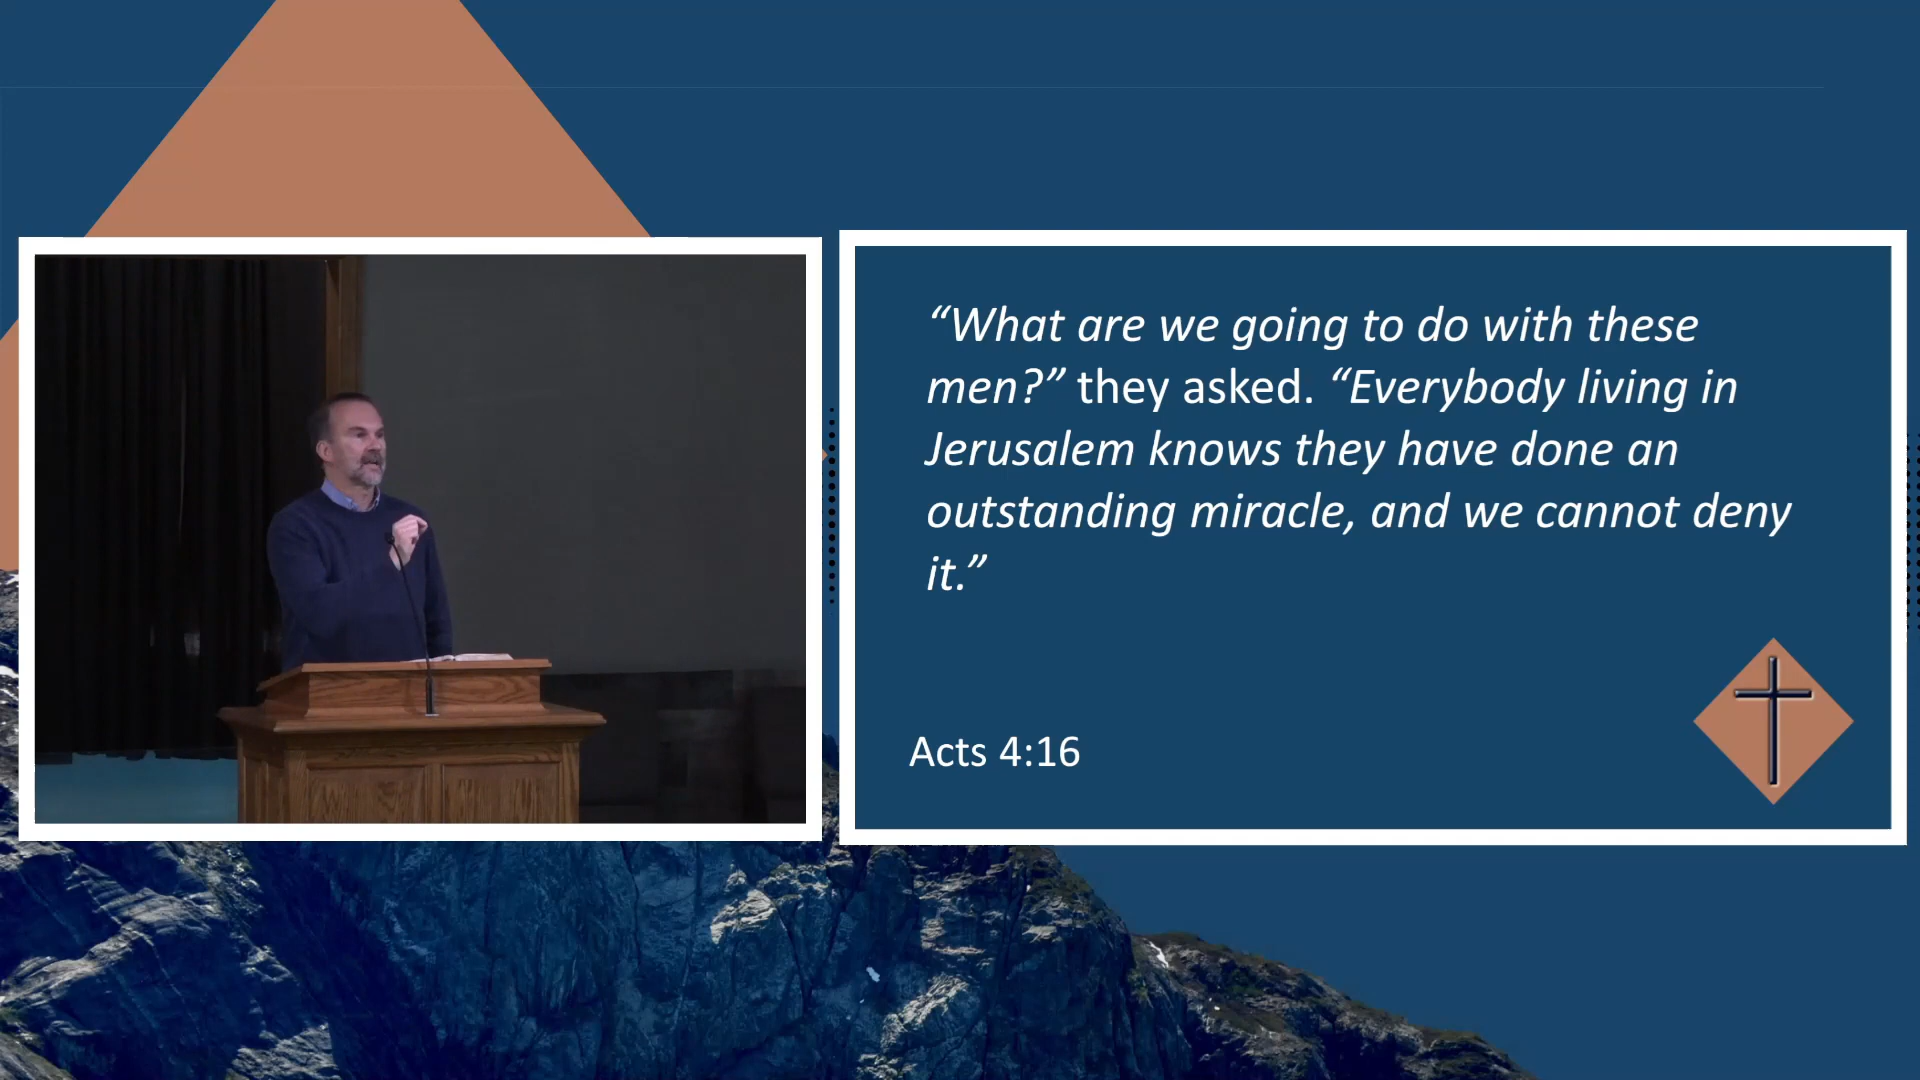 “What are we going to do with these
men?” they asked. “Everybody living in
Jerusalem knows they have done an
outstanding miracle, and we cannot deny
it.”
Acts 4:16